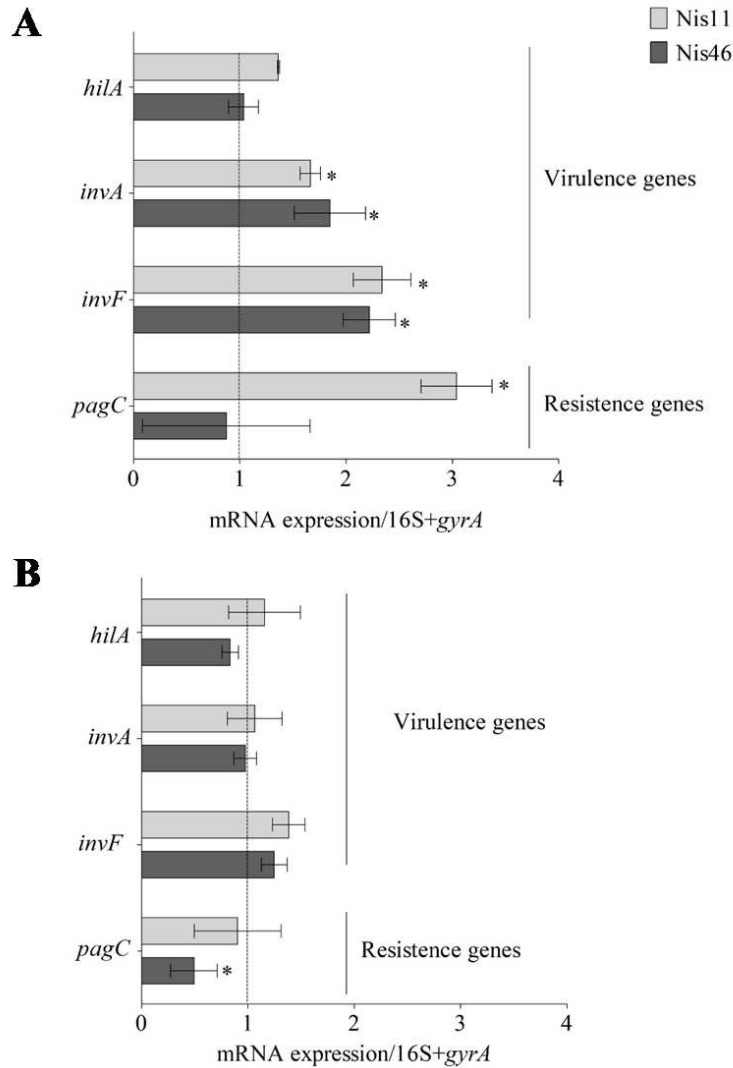 A
Nis11
Nis46
hilA
*
invA
*
Virulence genes
*
invF
*
*
pagC
Resistence genes
0 1 2 3 4
mRNA expression/16S+gyrA
B
hilA
invA
Virulence genes
invF
pagC
Resistence genes
*
0 1 2 3 4
mRNA expression/16S+gyrA